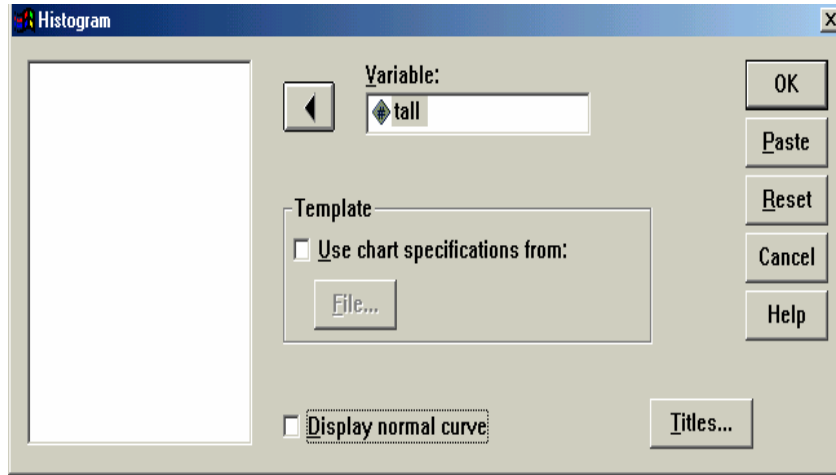 Histogram
Variable:
# tall
Template
Use chart specifications from:
File...
Display normal curve
Titles...
OK
Paste
Reset
Cancel
Help